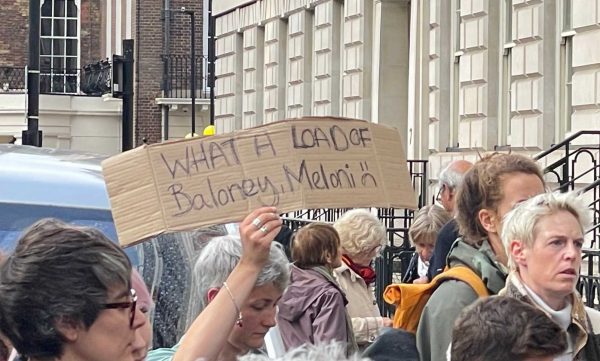 WHAT A LOAD OF
Baloney, Meloni :(